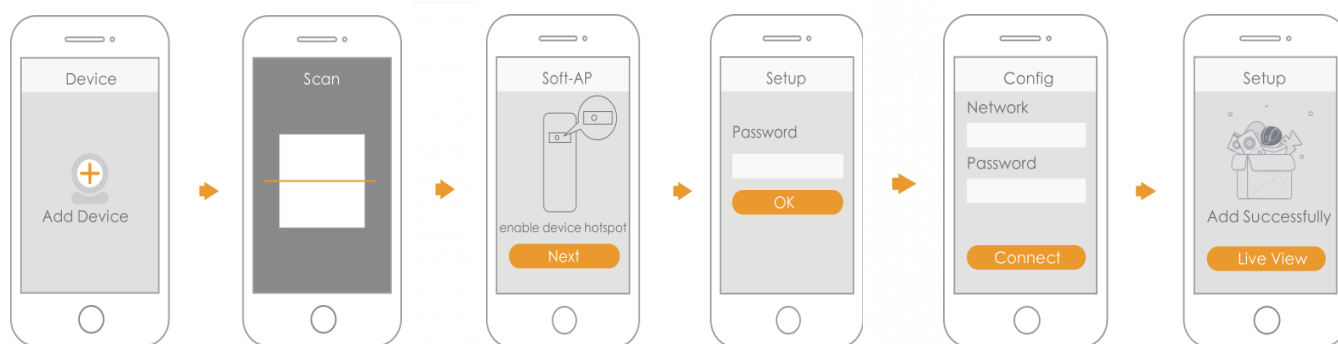 Device
Add Device
Scan
Soft-AP
enable device hotspot
Next
Setup
Password
OK
Config
Network
Password
Connect
Setup
Add Successfully
Live View